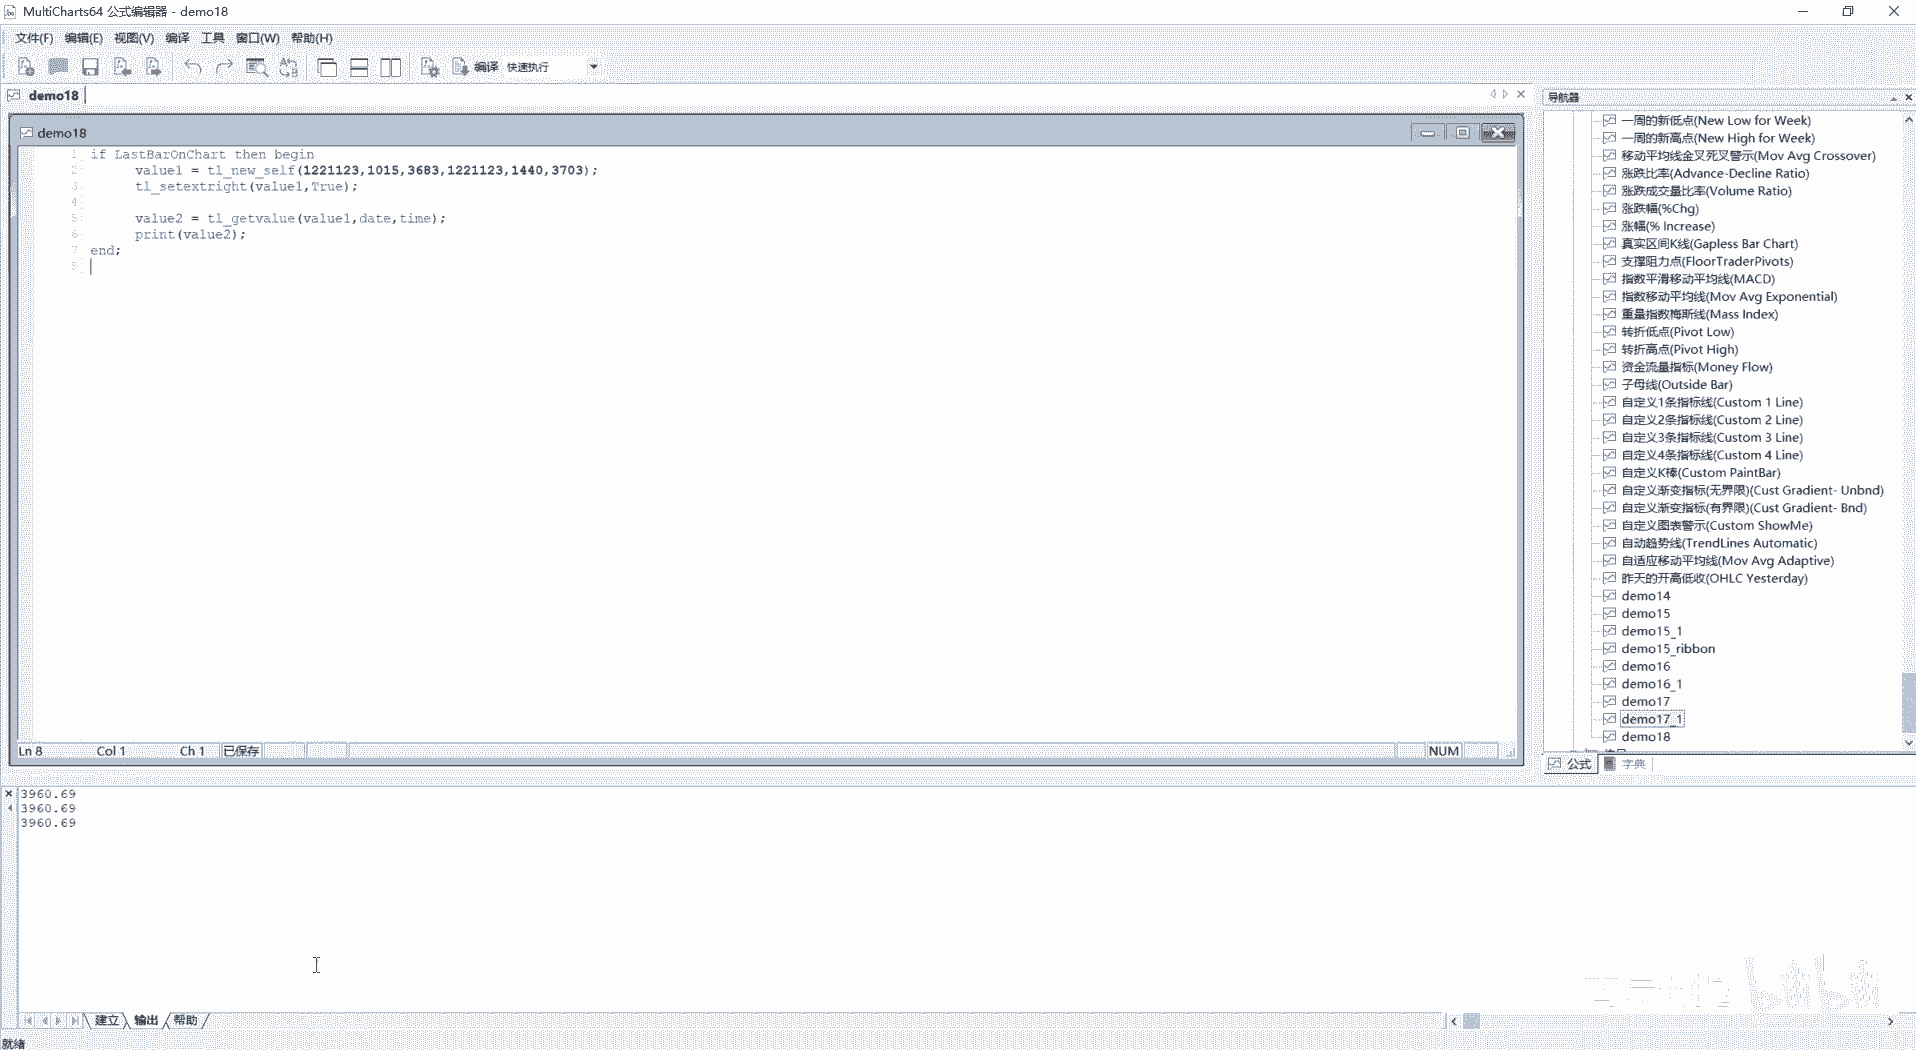 MultiCharts64 公式编辑器 - demo18
文件(F) 编辑(E) 视图(V) 编译 工具 窗口(W) 帮助(H)
编译 快速执行
demo18
导航器
demo18
1 if LastBarOnChart then begin
2 value1 = tl_new_self(1221123,1015,3683,1221123,1440,3703);
3 tl_setextright(value1,True);
4
5 value2 = tl_getvalue(value1,date,time);
6 print(value2);
7 end;
8
一周的新低点(New Low for Week)
一周的新高点(New High for Week)
移动平均线金叉死叉警示(Mov Avg Crossover)
涨跌比率(Advance-Decline Ratio)
涨跌成交量比率(Volume Ratio)
涨跌幅(%Chg)
涨幅(% Increase)
真实区间K线(Gapless Bar Chart)
支撑阻力点(FloorTraderPivots)
指数平滑移动平均线(MACD)
指数移动平均线(Mov Avg Exponential)
重量指数梅斯线(Mass Index)
转折低点(Pivot Low)
转折高点(Pivot High)
资金流量指标(Money Flow)
子母线(Outside Bar)
自定义1条指标线(Custom 1 Line)
自定义2条指标线(Custom 2 Line)
自定义3条指标线(Custom 3 Line)
自定义4条指标线(Custom 4 Line)
自定义K棒(Custom PaintBar)
自定义渐变指标(无界限)(Cust Gradient- Unbnd)
自定义渐变指标(有界限)(Cust Gradient- Bnd)
自定义图表警示(Custom ShowMe)
自动趋势线(TrendLines Automatic)
自适应移动平均线(Mov Avg Adaptive)
昨天的开高低收(OHLC Yesterday)
demo14
demo15
demo15_1
demo15_ribbon
demo16
demo16_1
demo17
demo17_1
demo18
Ln 8 Col 1 Ch 1 已保存 NUM
公式 字典
3960.69
3960.69
3960.69
建立 输出 帮助
就绪